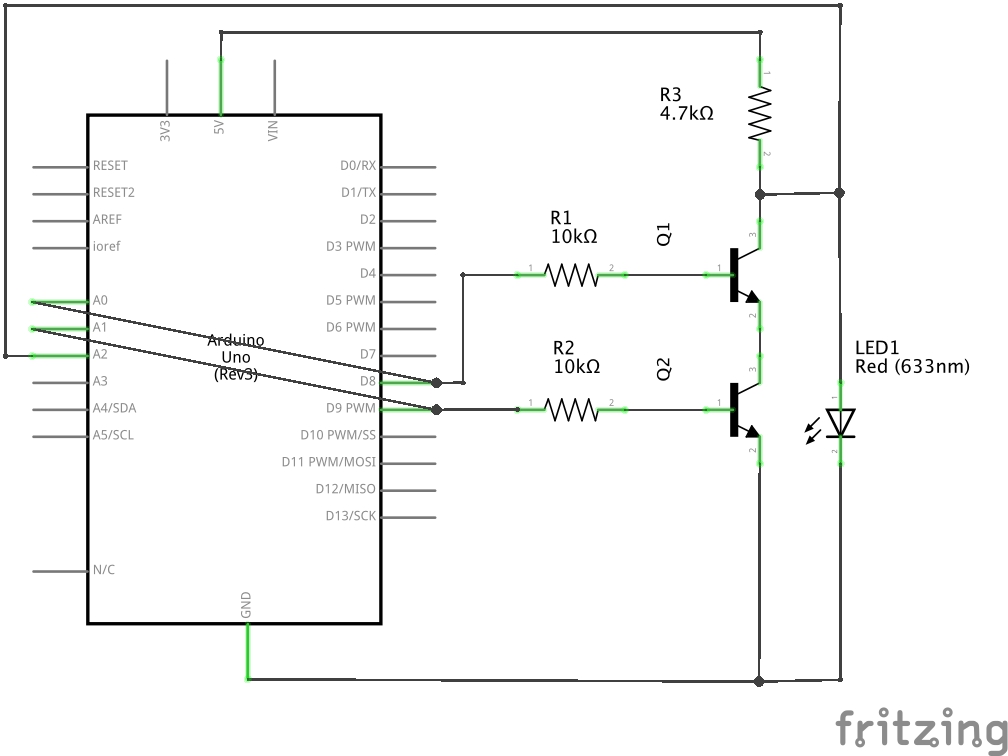 3V3
5V
VIN
RESET
RESET2
AREF
ioref
A0
A1
A2
A3
A4/SDA
A5/SCL
N/C
GND
Arduino
Uno
(Rev3)
D0/RX
D1/TX
D2
D3 PWM
D4
D5 PWM
D6 PWM
D7
D8
D9 PWM
D10 PWM/SS
D11 PWM/MOSI
D12/MISO
D13/SCK
R1
10kΩ
1
2
R2
10kΩ
1
2
Q1
1
3
2
Q2
1
3
2
R3
4.7kΩ
1
2
LED1
Red (633nm)
1
2
fritzing